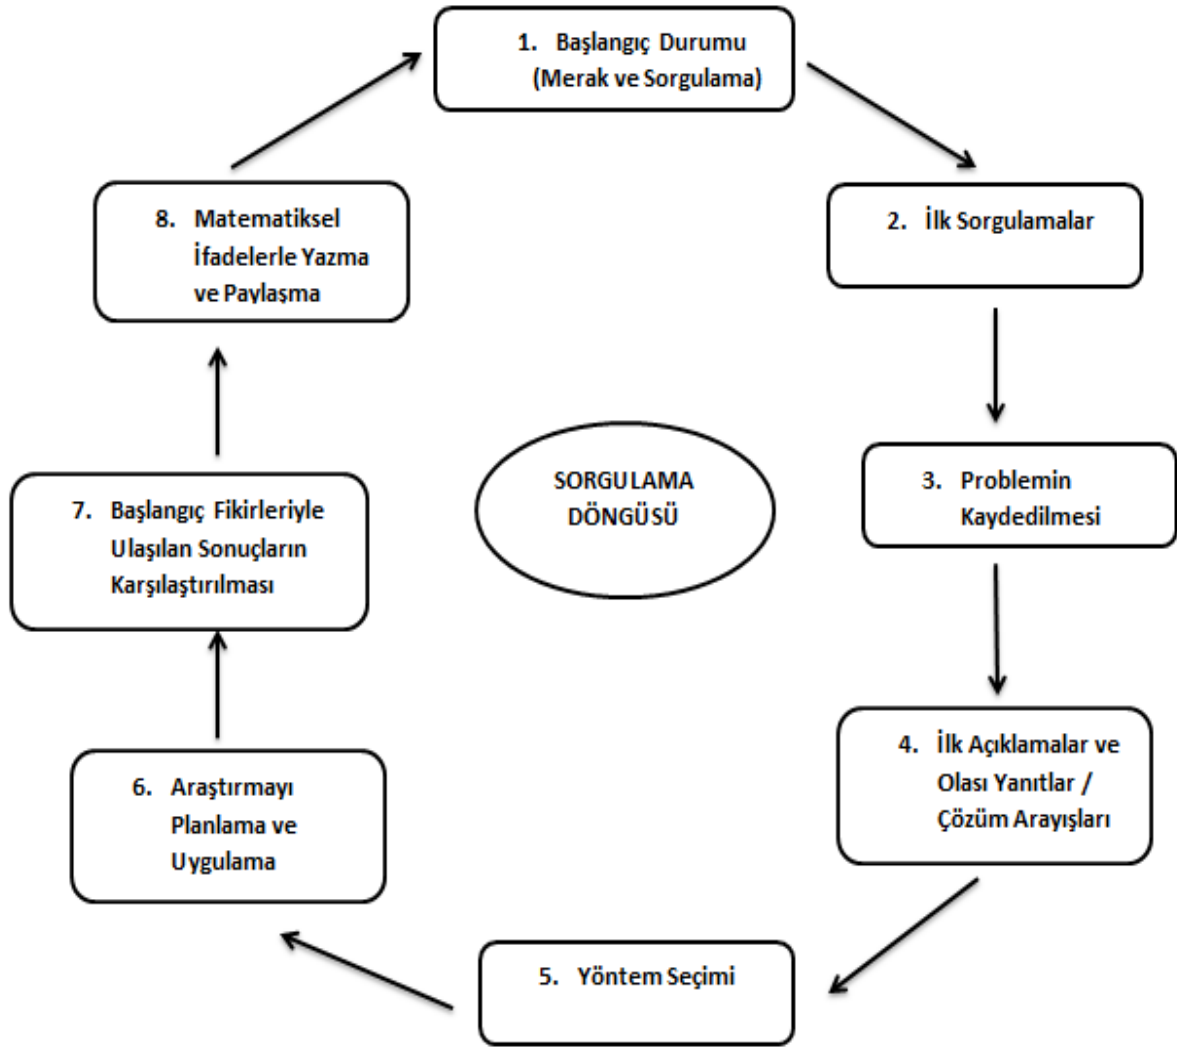 1. Başlangıç Durumu
(Merak ve Sorgulama)
2. İlk Sorgulamalar
3. Problemin
Kaydedilmesi
4. İlk Açıklamalar ve
Olası Yanıtlar /
Çözüm Arayışları
5. Yöntem Seçimi
6. Araştırmayı
Planlama ve
Uygulama
7. Başlangıç Fikirleriyle
Ulaşılan Sonuçların
Karşılaştırılması
8. Matematiksel
İfadelerle Yazma
ve Paylaşma
SORGULAMA
DÖNGÜSÜ